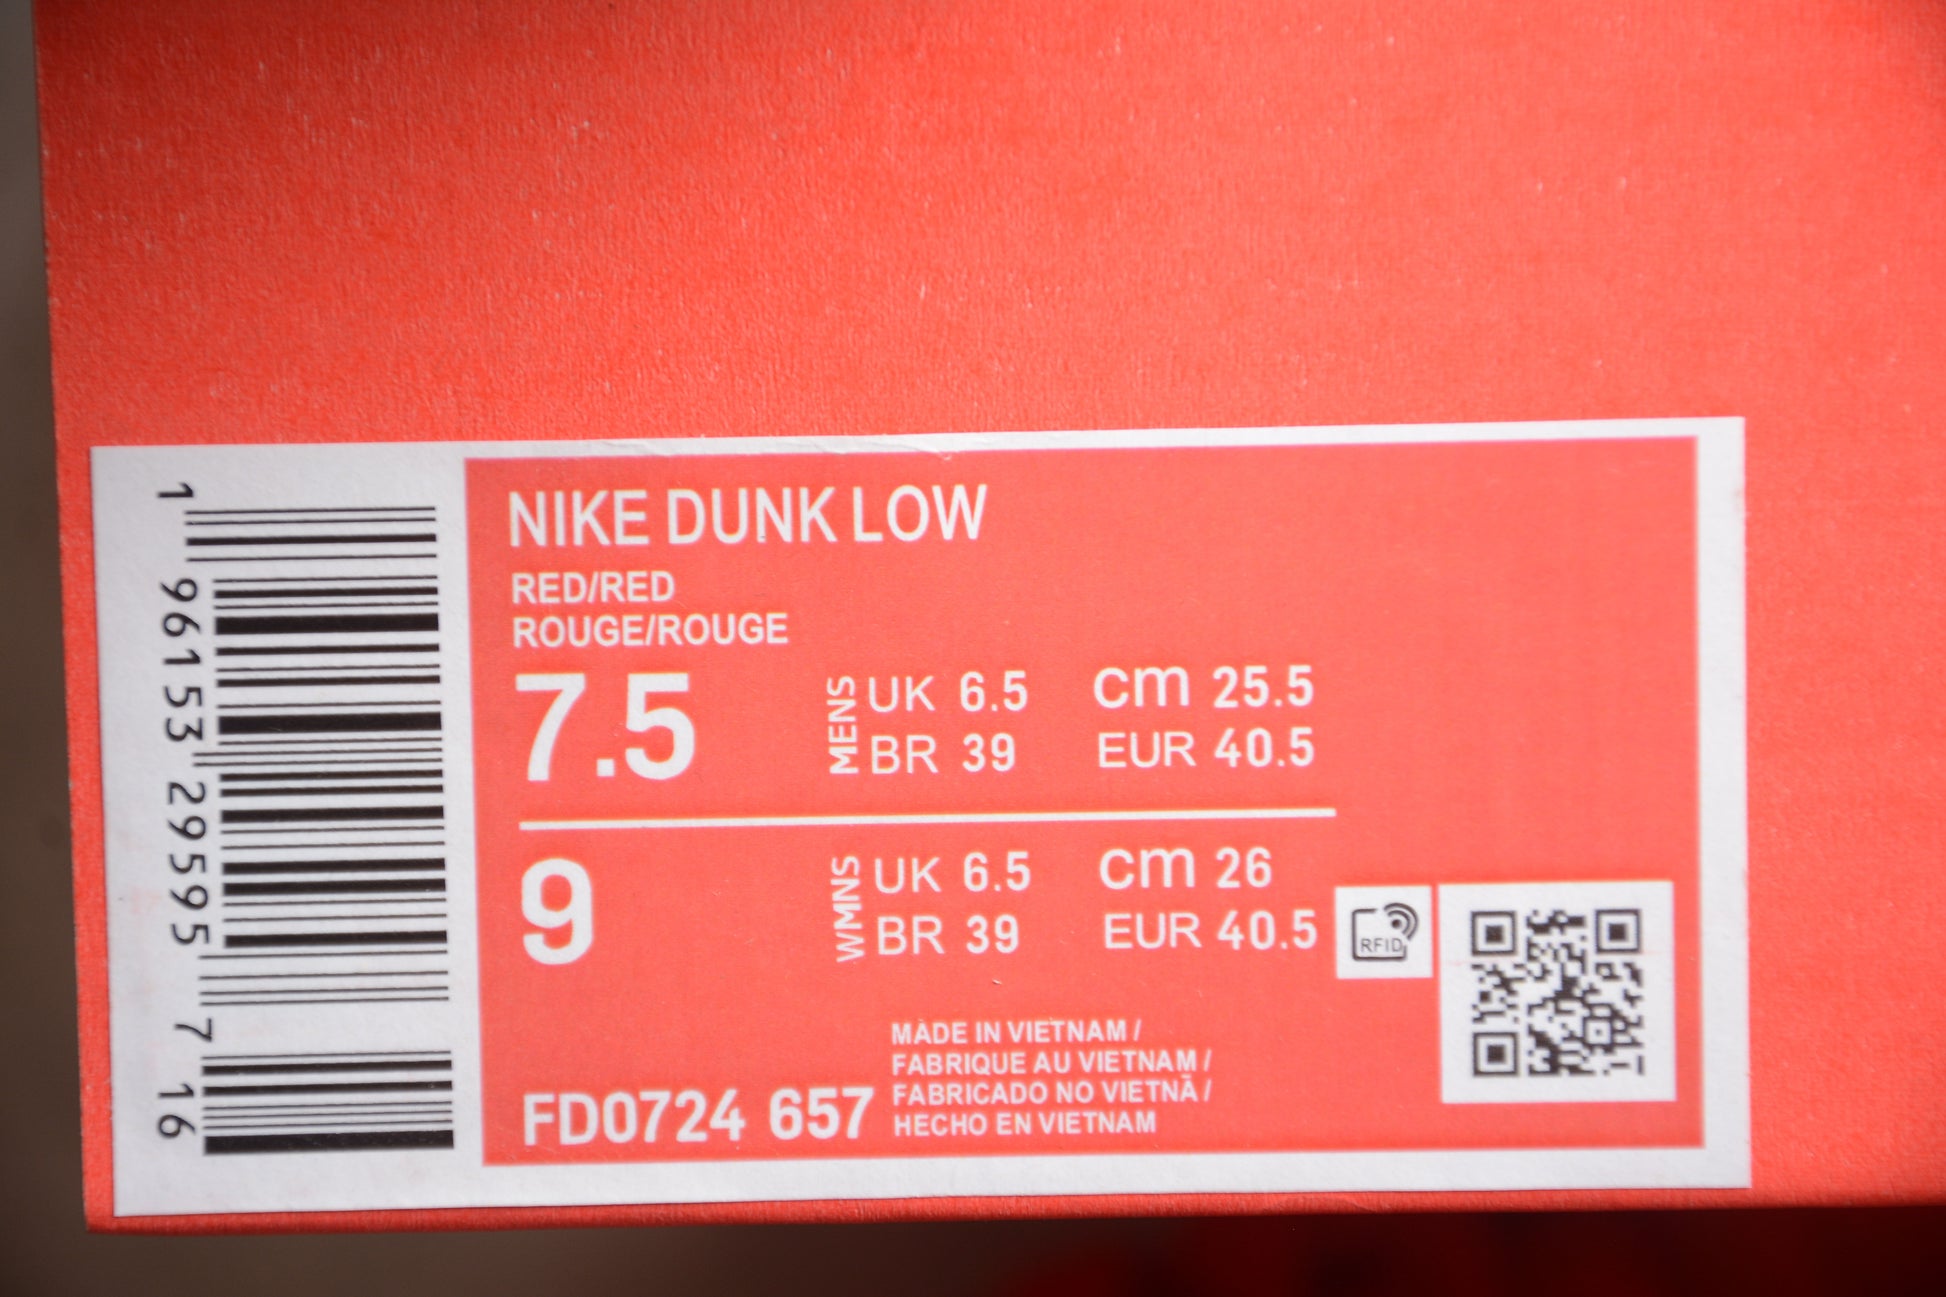 NIKE DUNK LOW
RED/RED
ROUGE/ROUGE
7.5
MENS
UK 6.5 cm 25.5
BR 39 EUR 40.5
9
WMNS
UK 6.5 cm 26
BR 39 EUR 40.5
RFID
FD0724 657
MADE IN VIETNAM /
FABRIQUE AU VIETNAM /
FABRICADO NO VIETNÃ /
HECHO EN VIETNAM
1 96153 29595 7 16